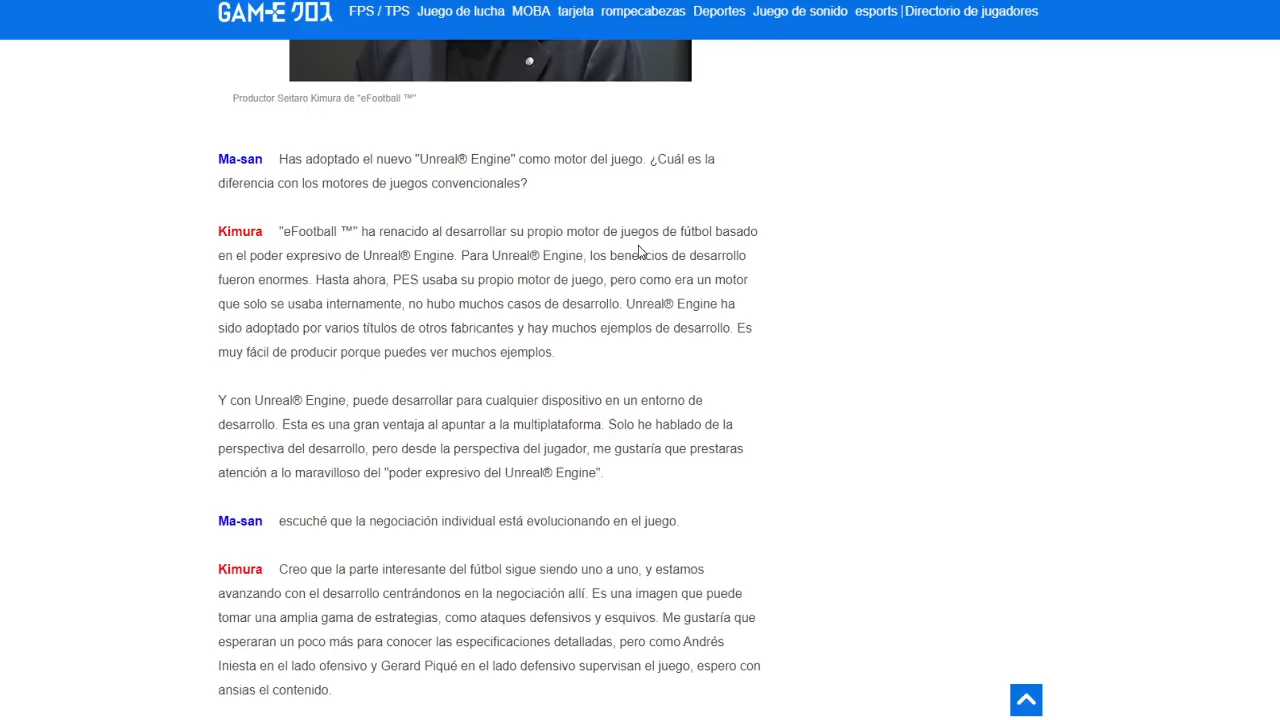 GAM-E クロス FPS / TPS Juego de lucha MOBA tarjeta rompecabezas Deportes Juego de sonido esports | Directorio de jugadores
Productor Seitaro Kimura de "eFootball ™"
Ma-san Has adoptado el nuevo "Unreal® Engine" como motor del juego. ¿Cuál es la
diferencia con los motores de juegos convencionales?
Kimura "eFootball ™" ha renacido al desarrollar su propio motor de juegos de fútbol basado
en el poder expresivo de Unreal® Engine. Para Unreal® Engine, los beneficios de desarrollo
fueron enormes. Hasta ahora, PES usaba su propio motor de juego, pero como era un motor
que solo se usaba internamente, no hubo muchos casos de desarrollo. Unreal® Engine ha
sido adoptado por varios títulos de otros fabricantes y hay muchos ejemplos de desarrollo. Es
muy fácil de producir porque puedes ver muchos ejemplos.
Y con Unreal® Engine, puede desarrollar para cualquier dispositivo en un entorno de
desarrollo. Esta es una gran ventaja al apuntar a la multiplataforma. Solo he hablado de la
perspectiva del desarrollo, pero desde la perspectiva del jugador, me gustaría que prestaras
atención a lo maravilloso del "poder expresivo del Unreal® Engine".
Ma-san escuché que la negociación individual está evolucionando en el juego.
Kimura Creo que la parte interesante del fútbol sigue siendo uno a uno, y estamos
avanzando con el desarrollo centrándonos en la negociación allí. Es una imagen que puede
tomar una amplia gama de estrategias, como ataques defensivos y esquivos. Me gustaría que
esperaran un poco más para conocer las especificaciones detalladas, pero como Andrés
Iniesta en el lado ofensivo y Gerard Piqué en el lado defensivo supervisan el juego, espero con
ansias el contenido.